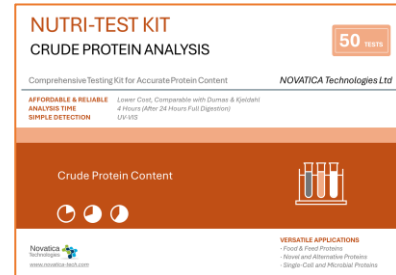 NUTRI-TEST KIT
CRUDE PROTEIN ANALYSIS
50 TESTS
Comprehensive Testing Kit for Accurate Protein Content
NOVATICA Technologies Ltd
AFFORDABLE & RELIABLE Lower Cost, Comparable with Dumas & Kjeldahl
ANALYSIS TIME 4 Hours (After 24 Hours Full Digestion)
SIMPLE DETECTION UV-VIS
Crude Protein Content
Novatica
Technologies
www.novatica-tech.com
VERSATILE APPLICATIONS
- Food & Feed Proteins
- Novel and Alternative Proteins
- Single-Cell and Microbial Proteins